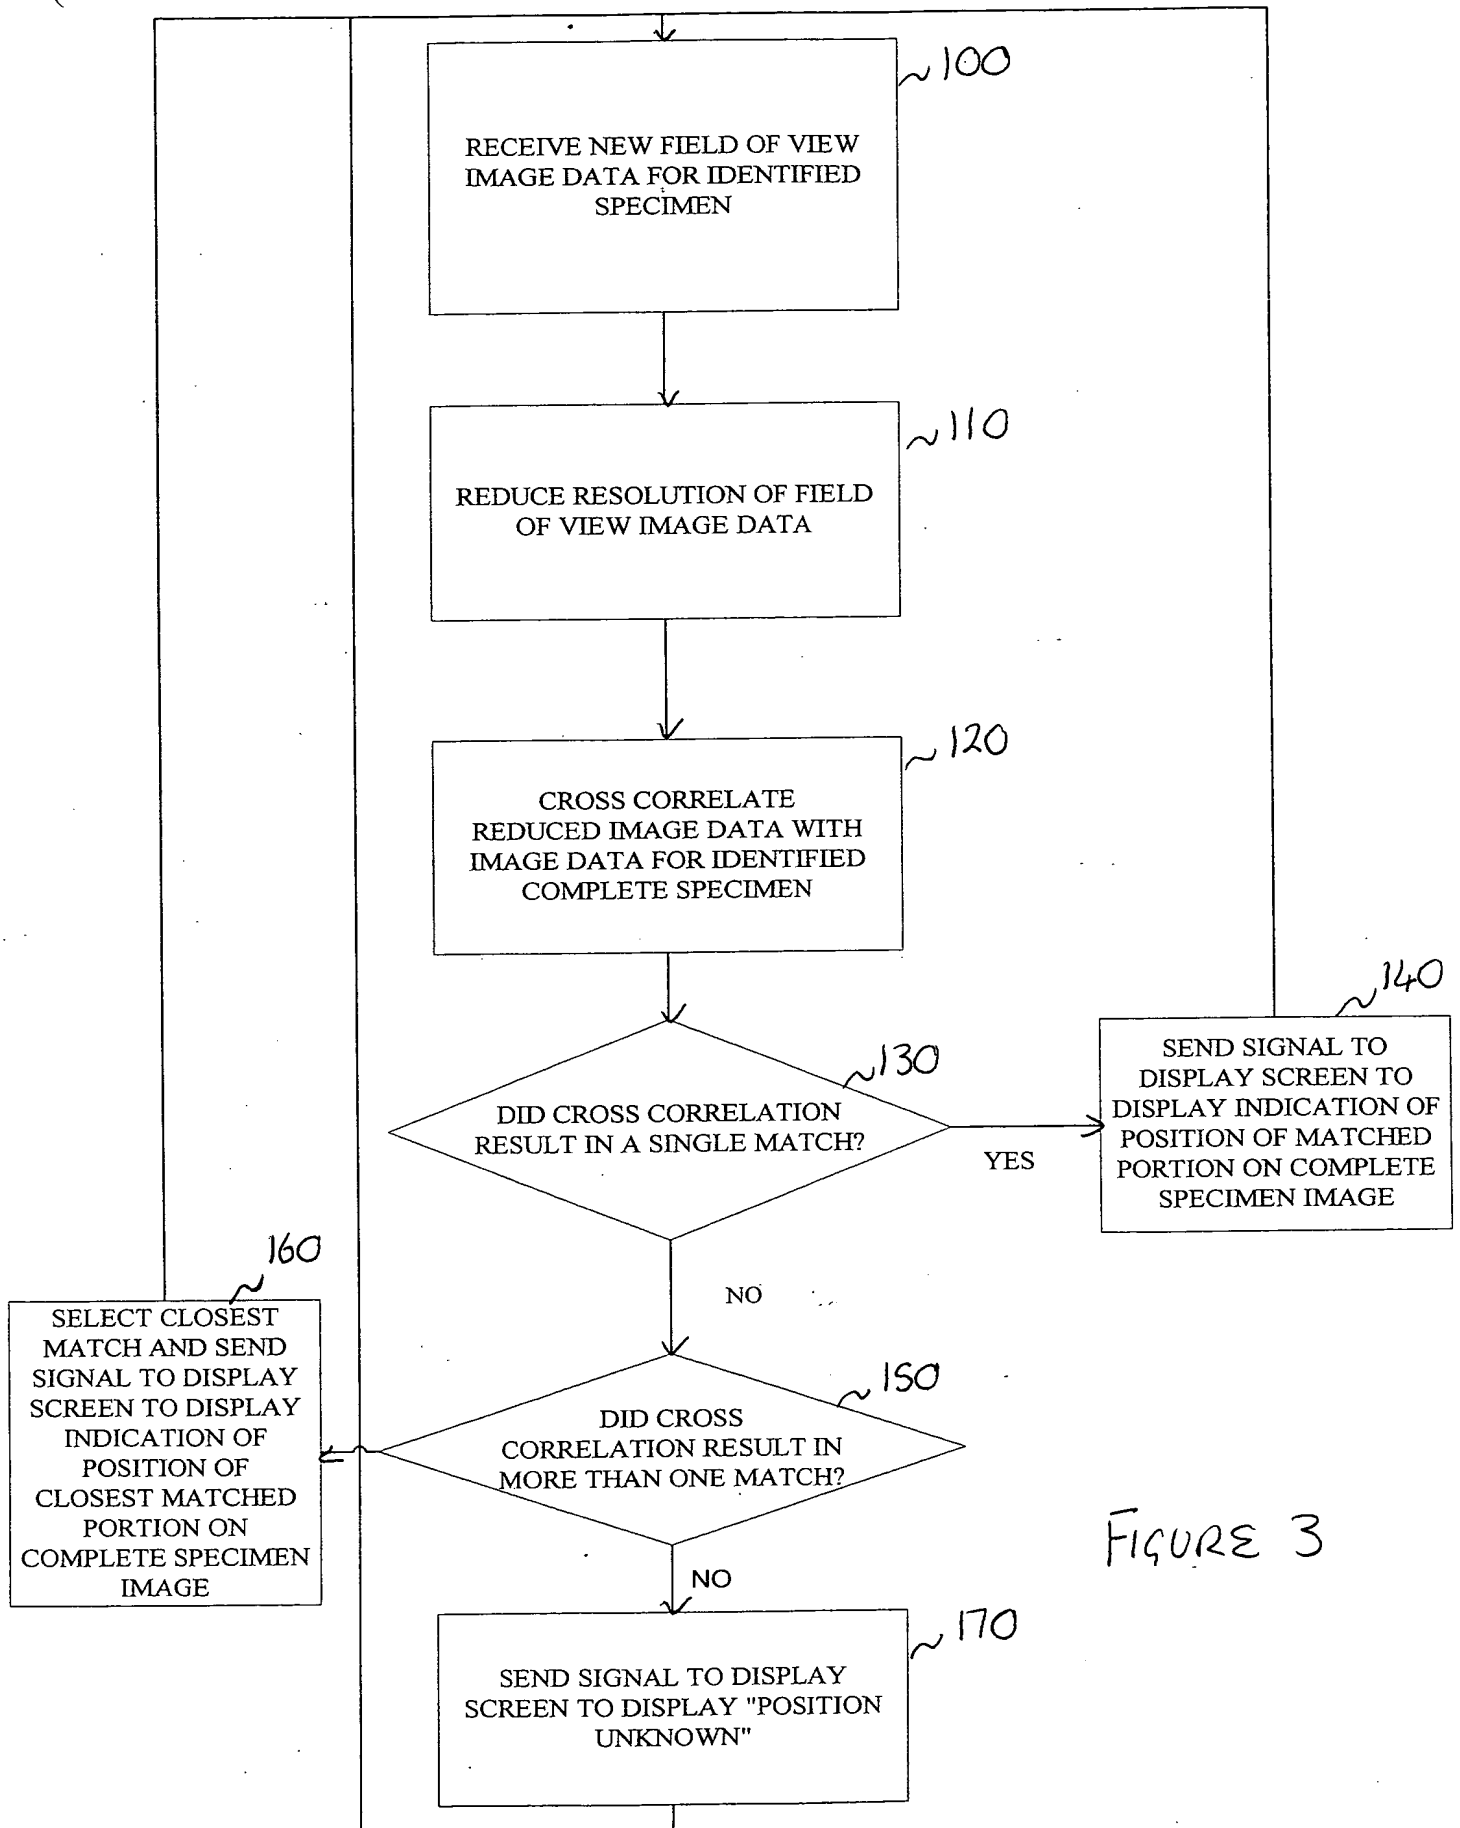 100
RECEIVE NEW FIELD OF VIEW
IMAGE DATA FOR IDENTIFIED
SPECIMEN
110
REDUCE RESOLUTION OF FIELD
OF VIEW IMAGE DATA
120
CROSS CORRELATE
REDUCED IMAGE DATA WITH
IMAGE DATA FOR IDENTIFIED
COMPLETE SPECIMEN
130
DID CROSS CORRELATION
RESULT IN A SINGLE MATCH?
YES
140
SEND SIGNAL TO
DISPLAY SCREEN TO
DISPLAY INDICATION OF
POSITION OF MATCHED
PORTION ON COMPLETE
SPECIMEN IMAGE
NO
160
SELECT CLOSEST
MATCH AND SEND
SIGNAL TO DISPLAY
SCREEN TO DISPLAY
INDICATION OF
POSITION OF
CLOSEST MATCHED
PORTION ON
COMPLETE SPECIMEN
IMAGE
150
DID CROSS
CORRELATION RESULT IN
MORE THAN ONE MATCH?
NO
170
SEND SIGNAL TO DISPLAY
SCREEN TO DISPLAY "POSITION
UNKNOWN"
FIGURE 3